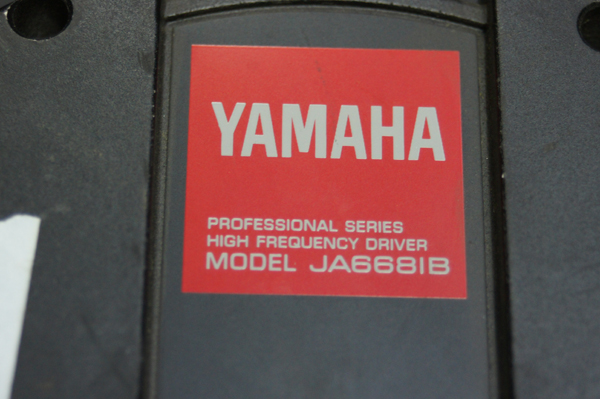 YAMAHA
PROFESSIONAL SERIES
HIGH FREQUENCY DRIVER
MODEL JA6681B